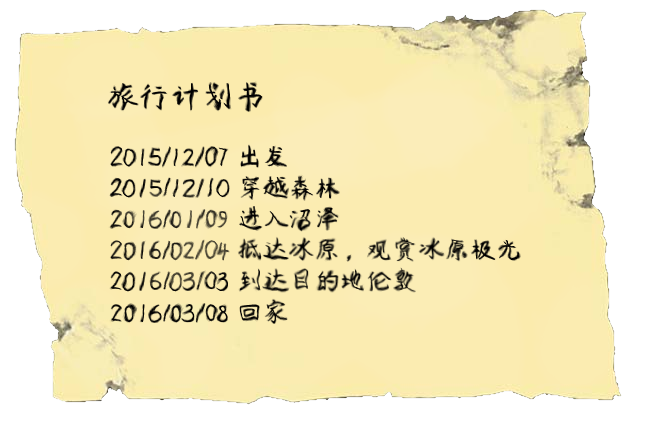 旅行计划书
2015/12/07 出发
2015/12/10 穿越森林
2016/01/09 进入沼泽
2016/02/04 抵达冰原，观赏冰原极光
2016/03/03 到达目的地伦敦
2016/03/08 回家